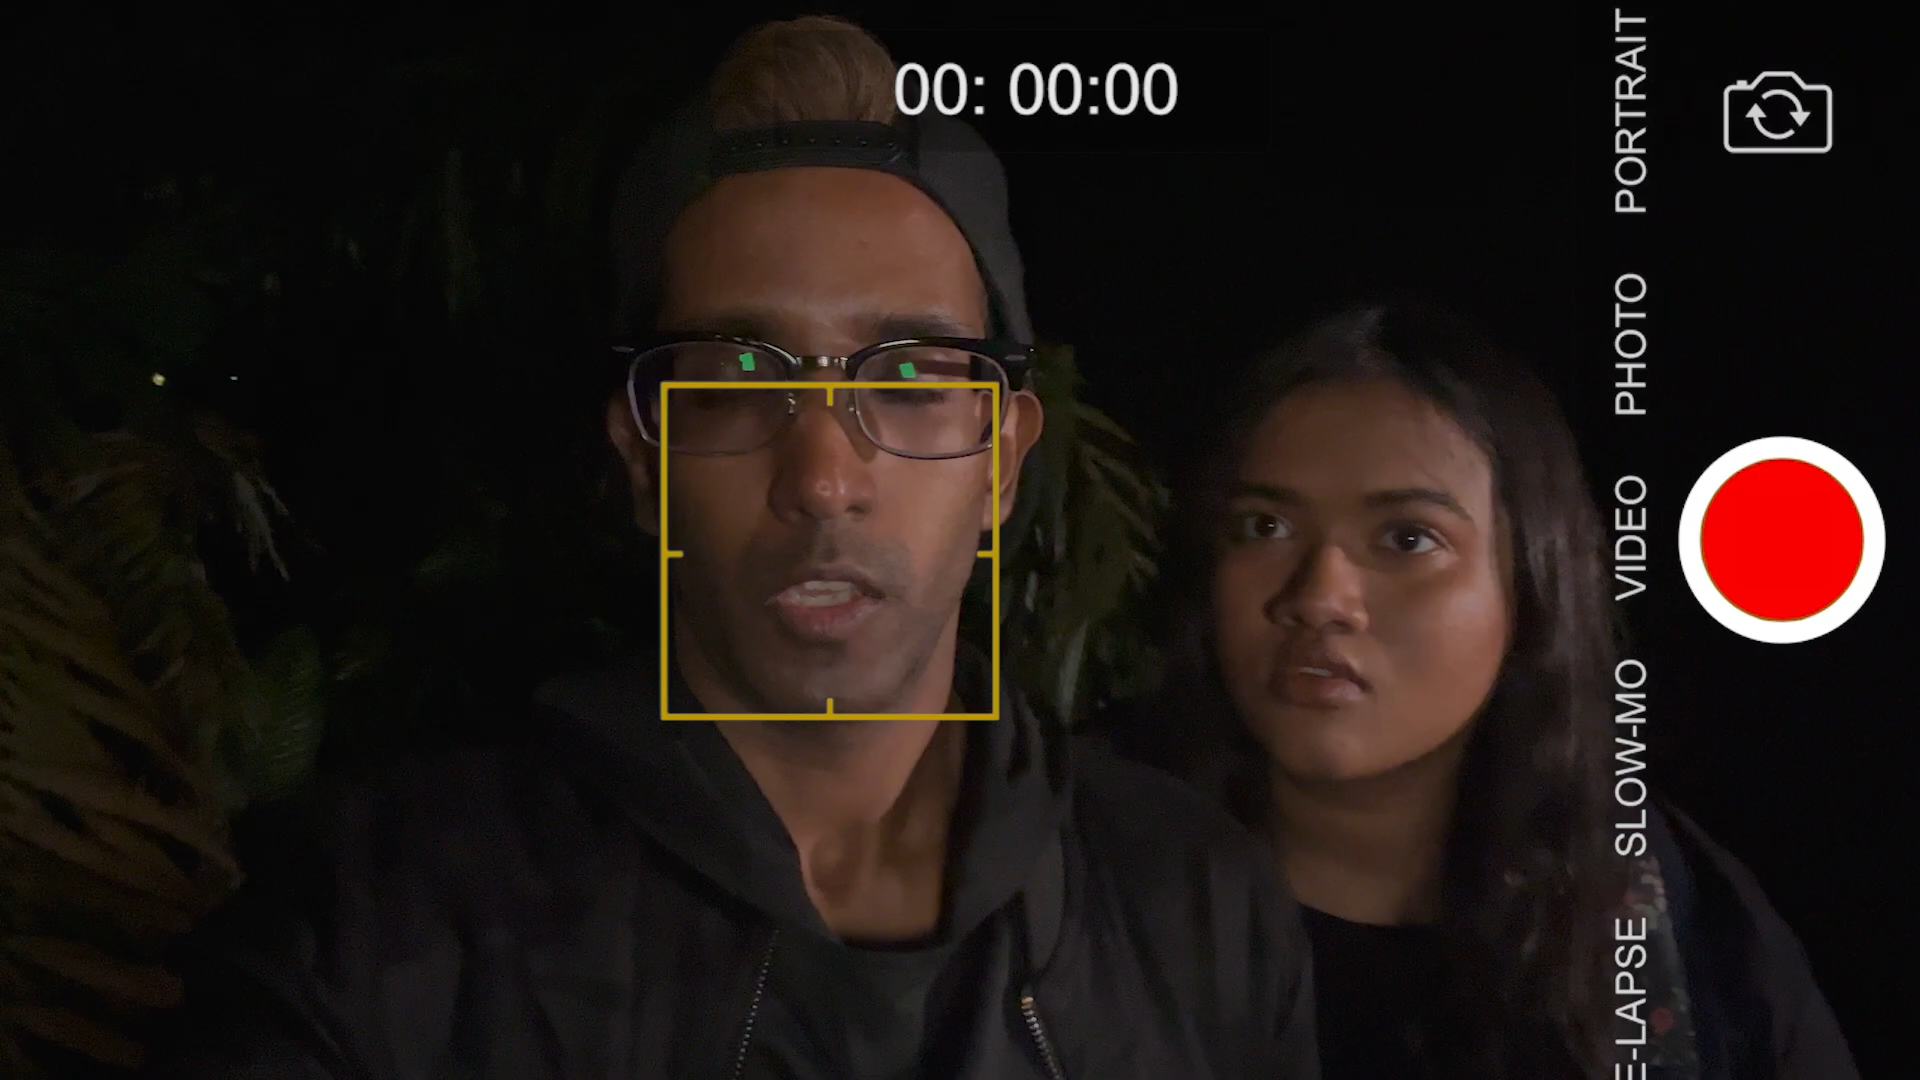 00: 00:00
PORTRAIT
PHOTO
VIDEO
SLOW-MO
E-LAPSE